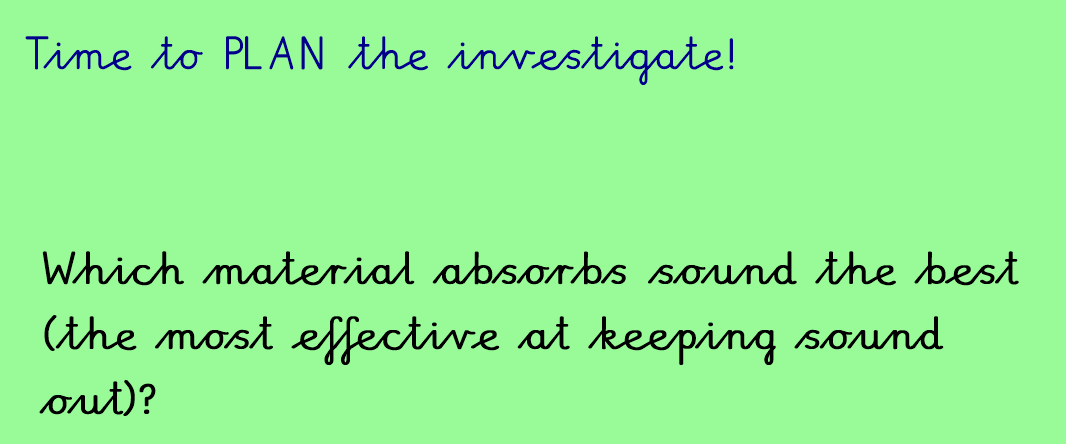 Time to PLAN the investigate!
Which material absorbs sound the best
(the most effective at keeping sound
out)?